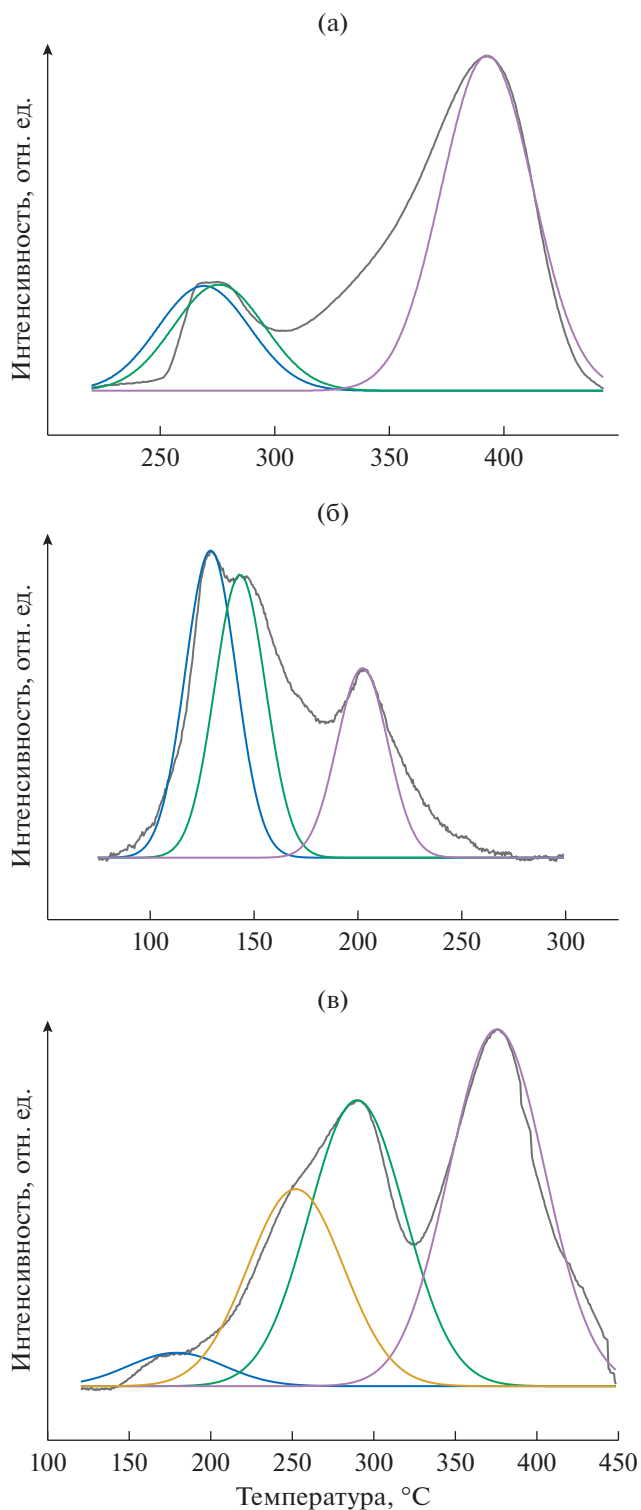 (а)
Интенсивность, отн. ед.
250 300 350 400
(б)
Интенсивность, отн. ед.
100 150 200 250 300
(в)
Интенсивность, отн. ед.
100 150 200 250 300 350 400 450
Температура, °C